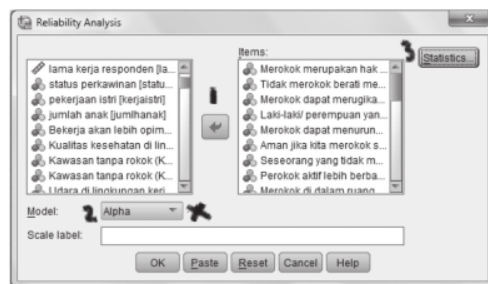 Reliability Analysis
Items:
3
Statistics...
lama kerja responden [la...
status perkawinan [statu...
pekerjaan istri [kerjaistri]
jumlah anak [jumlhanak]
Bekerja akan lebih opim...
Kualitas kesehatan di lin...
Kawasan tanpa rokok (K...
Kawasan tanpa rokok (K...
Udara di lingkungan keri...
1
Merokok merupakan hak ...
Tidak merokok berati me...
Merokok dapat merugika...
Laki-laki/ perempuan yan...
Merokok dapat menurun...
Aman jika kita merokok s...
Seseorang yang tidak m...
Perokok aktif lebih berba...
Merokok di dalam ruang
Model:
2.
Alpha
Scale label:
OK Paste Reset Cancel Help